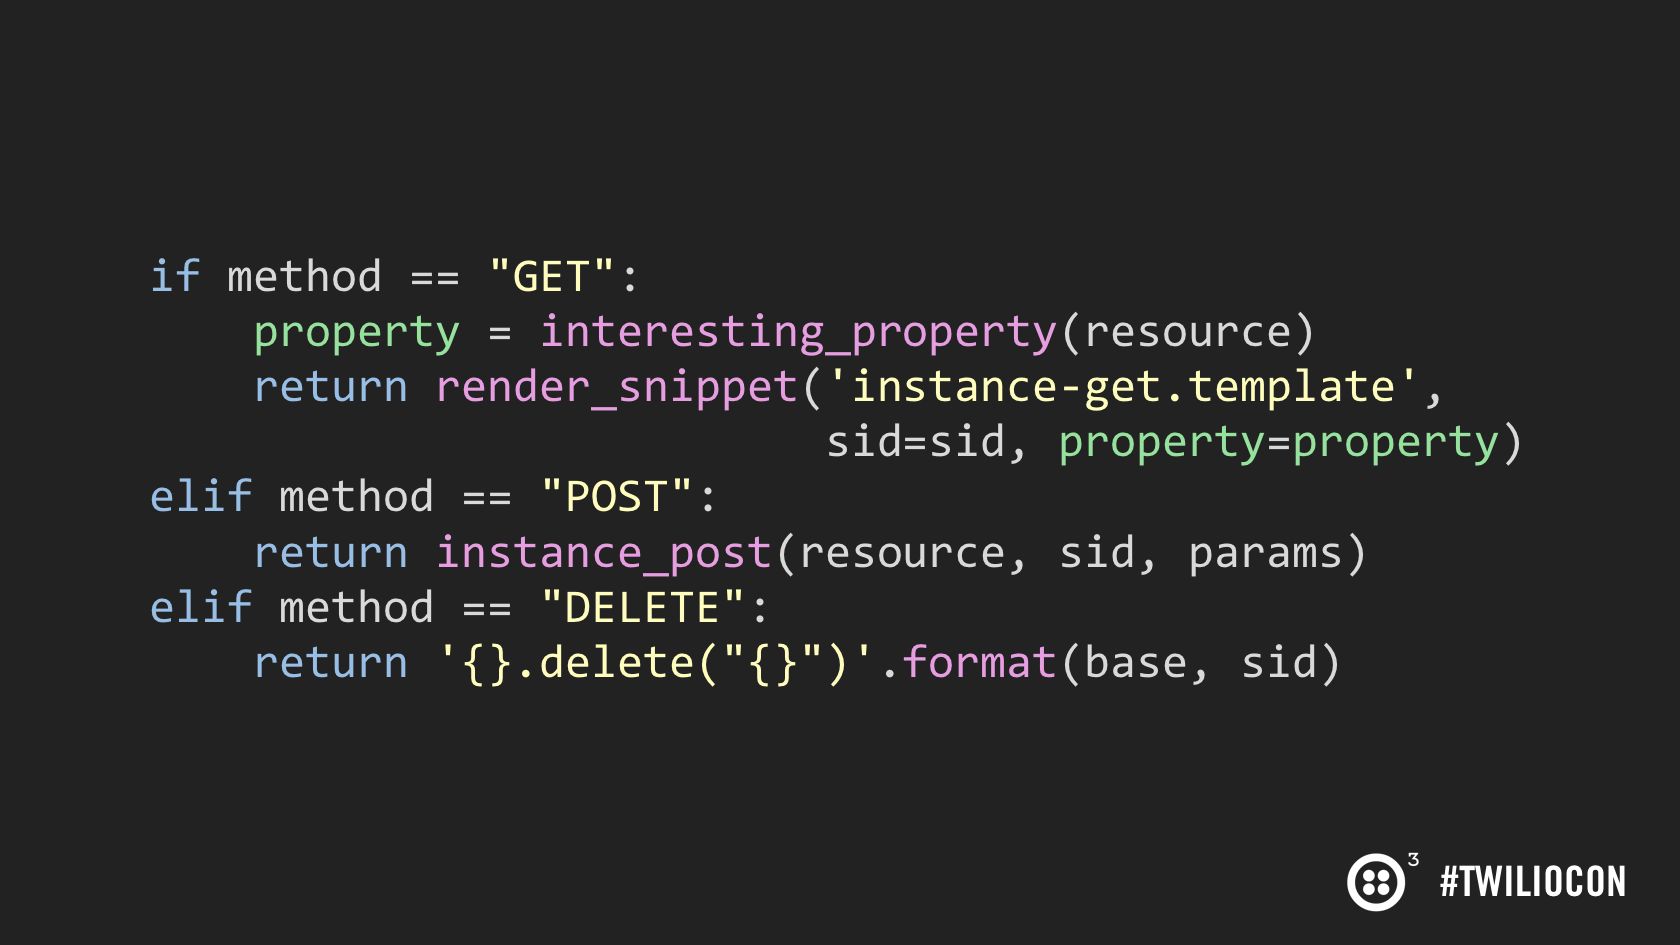 if method == "GET":
    property = interesting_property(resource)
    return render_snippet('instance-get.template',
                          sid=sid, property=property)
elif method == "POST":
    return instance_post(resource, sid, params)
elif method == "DELETE":
    return '{}.delete("{}")'.format(base, sid)
3 #TWILIOCON